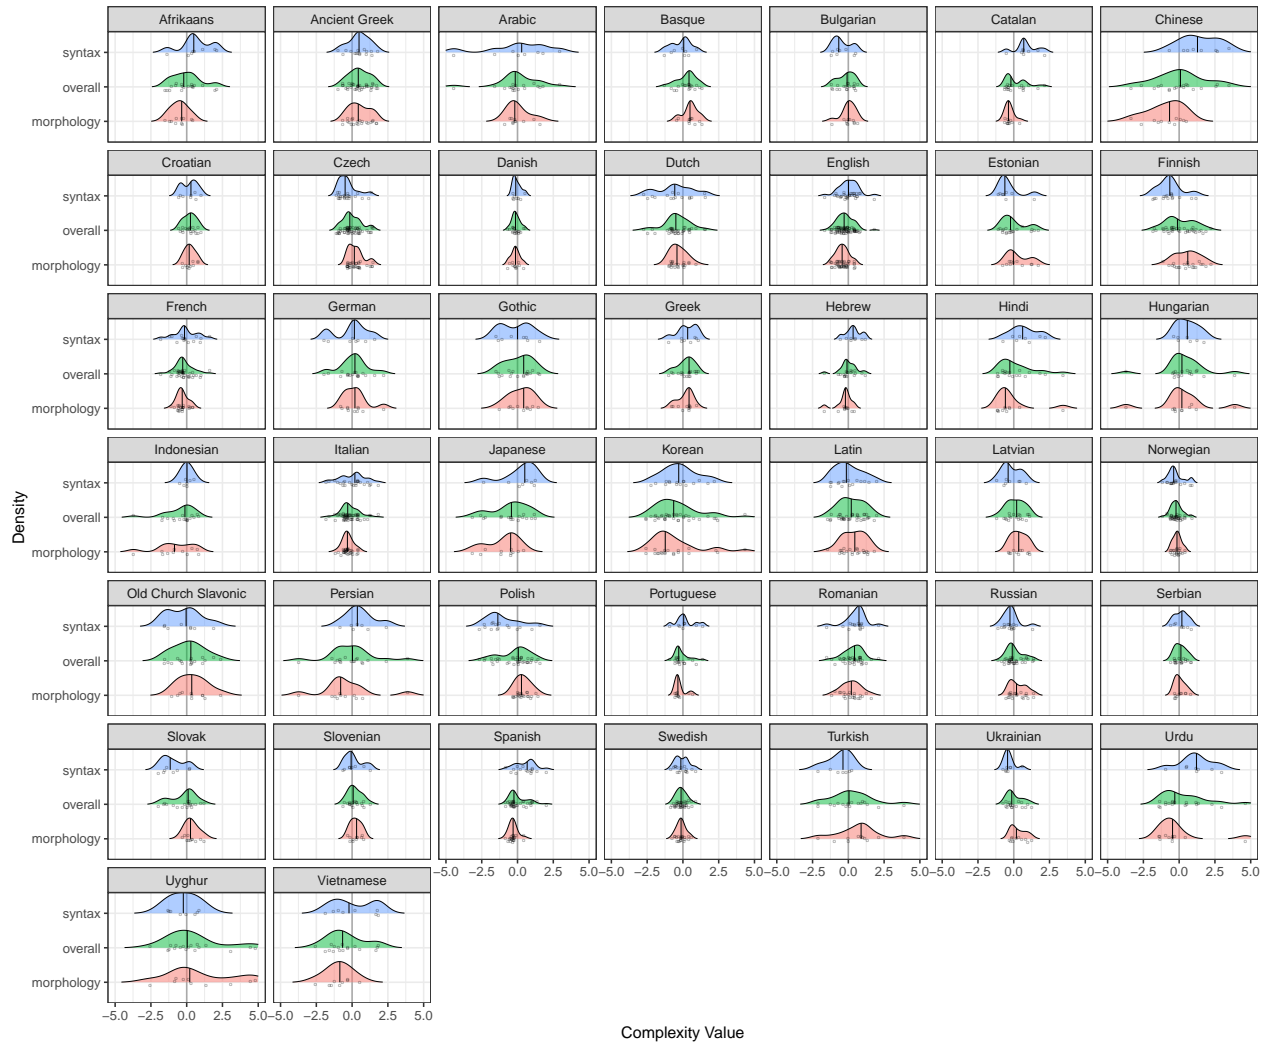 Afrikaans Ancient Greek Arabic Basque Bulgarian Catalan Chinese
syntax
overall
morphology
Croatian Czech Danish Dutch English Estonian Finnish
syntax
overall
morphology
French German Gothic Greek Hebrew Hindi Hungarian
syntax
overall
morphology
Indonesian Italian Japanese Korean Latin Latvian Norwegian
syntax
overall
morphology
Density
Old Church Slavonic Persian Polish Portuguese Romanian Russian Serbian
syntax
overall
morphology
Slovak Slovenian Spanish Swedish Turkish Ukrainian Urdu
syntax
overall
morphology
−5.0 −2.5 0.0 2.5 5.0 −5.0 −2.5 0.0 2.5 5.0 −5.0 −2.5 0.0 2.5 5.0 −5.0 −2.5 0.0 2.5 5.0 −5.0 −2.5 0.0 2.5 5.0
Uyghur Vietnamese
syntax
overall
morphology
−5.0 −2.5 0.0 2.5 5.0 −5.0 −2.5 0.0 2.5 5.0
Complexity Value